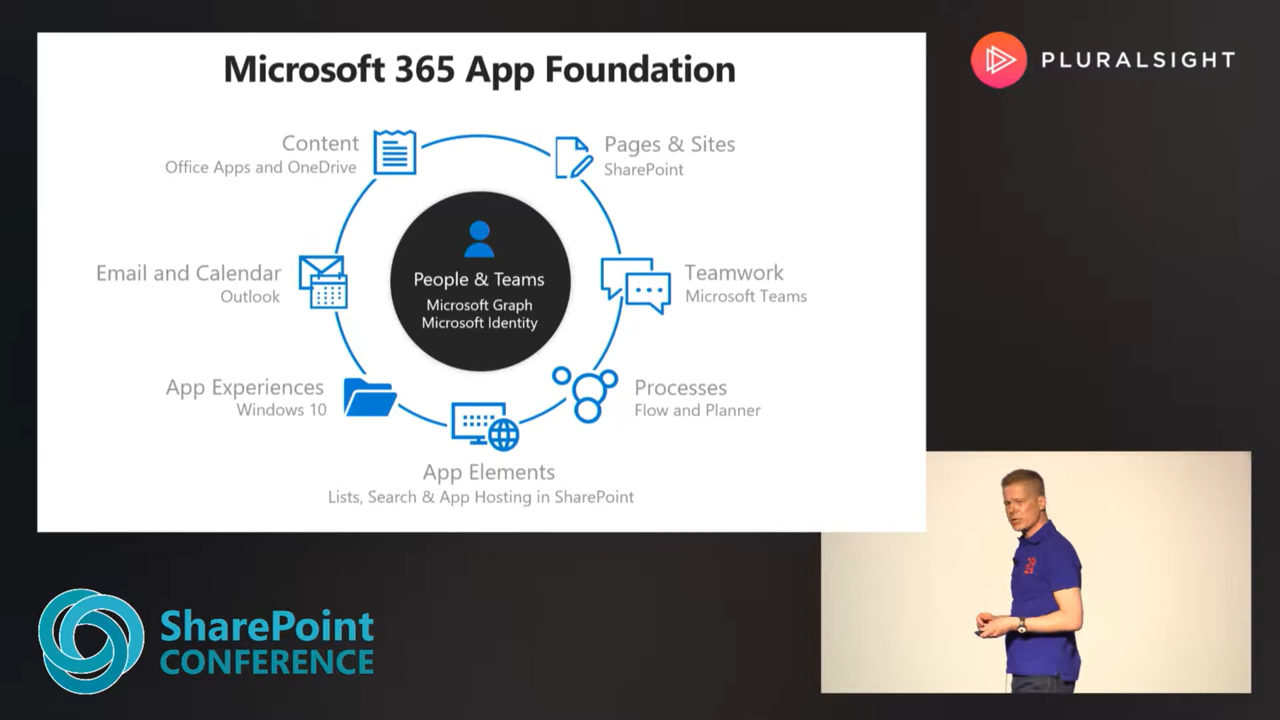 Microsoft 365 App Foundation
PLURALSIGHT
Content
Office Apps and OneDrive
Pages & Sites
SharePoint
Email and Calendar
Outlook
People & Teams
Microsoft Graph
Microsoft Identity
Teamwork
Microsoft Teams
App Experiences
Windows 10
Processes
Flow and Planner
App Elements
Lists, Search & App Hosting in SharePoint
SharePoint
CONFERENCE